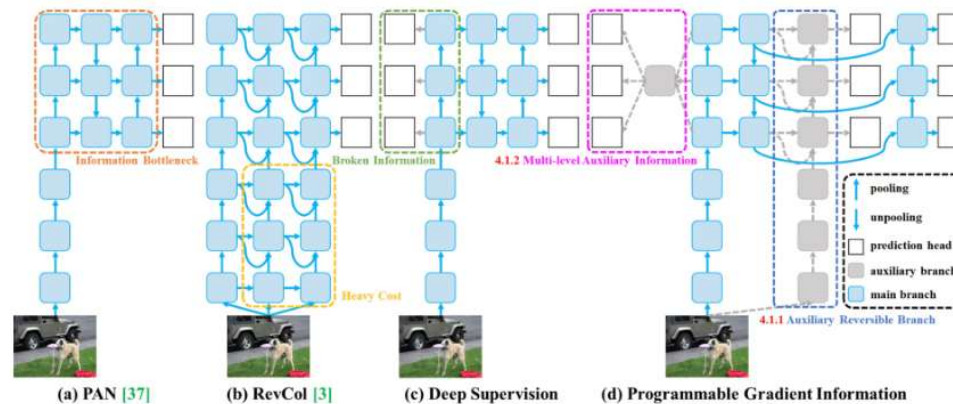 Information Bottleneck
Broken Information
4.1.2 Multi-level Auxiliary Information
Heavy Cost
pooling
unpooling
prediction head
auxiliary branch
main branch
4.1.1 Auxiliary Reversible Branch
(a) PAN [37]
(b) RevCol [3]
(c) Deep Supervision
(d) Programmable Gradient Information